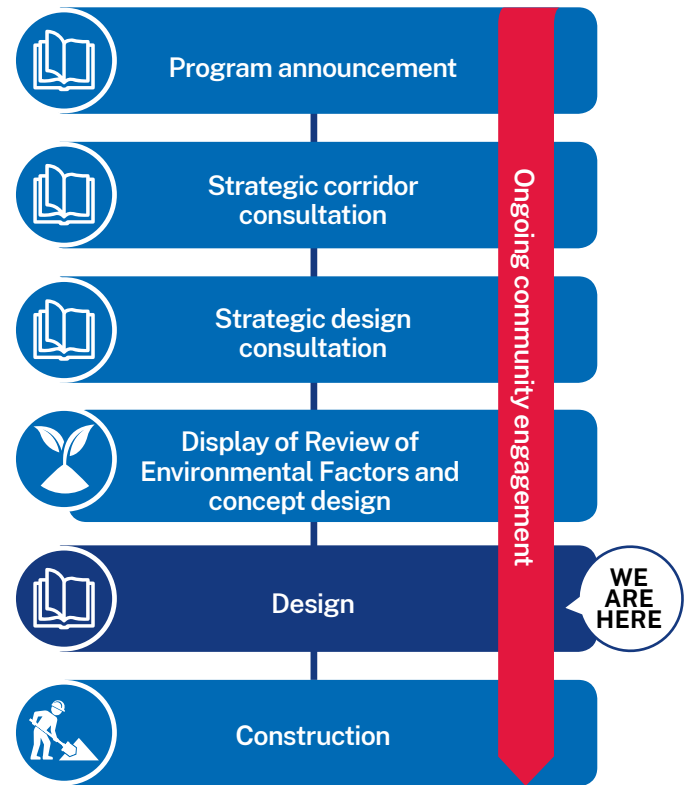 Program announcement
Strategic corridor
consultation
Strategic design
consultation
Display of Review of
Environmental Factors and
concept design
Design
WE
ARE
HERE
Construction
Ongoing community engagement